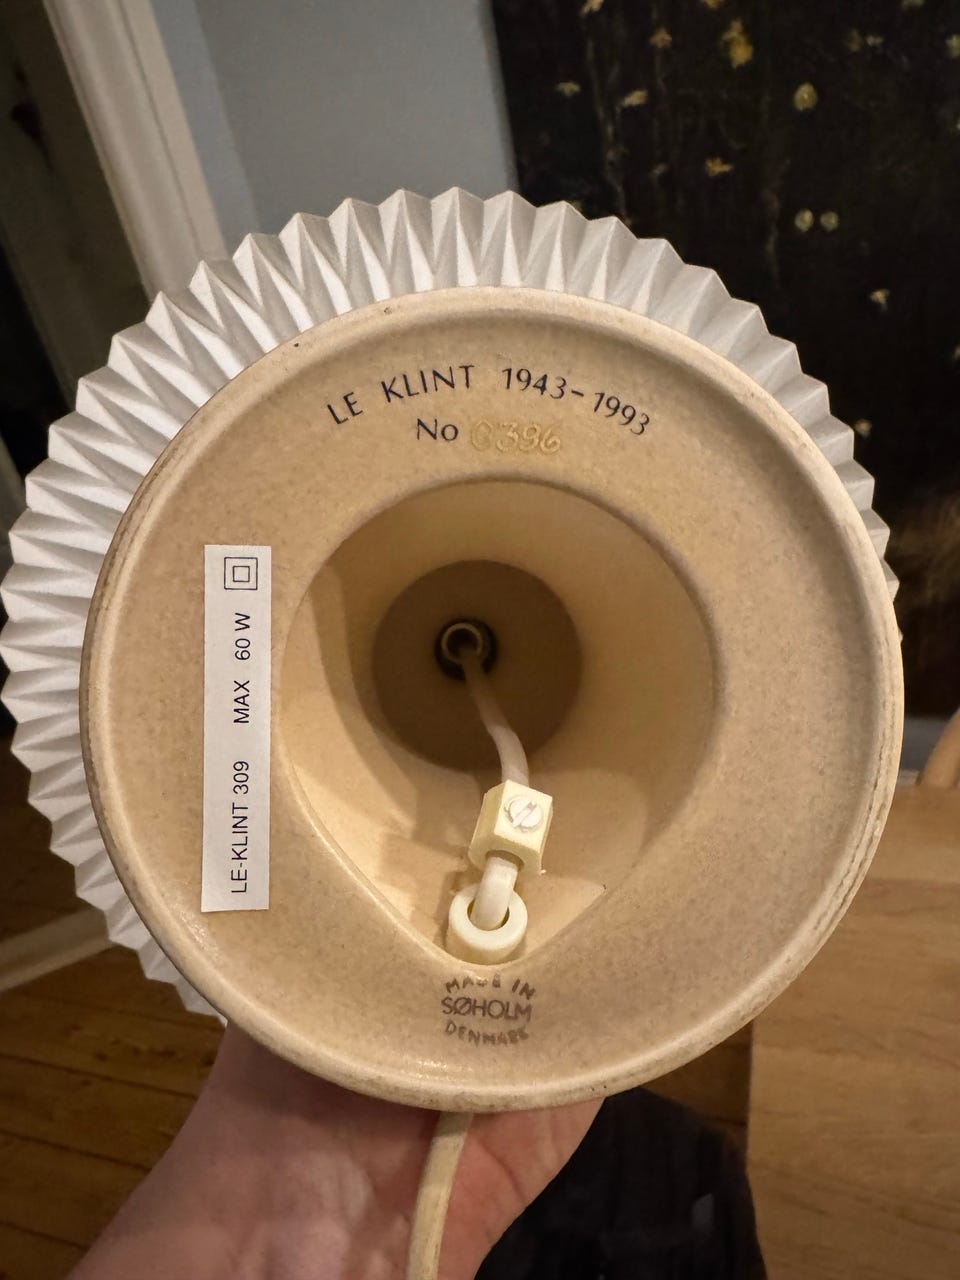 LE KLINT 1943-1993
No 0396
LE-KLINT 309 MAX 60 W
MADE IN
SØHOLM
DENMARK